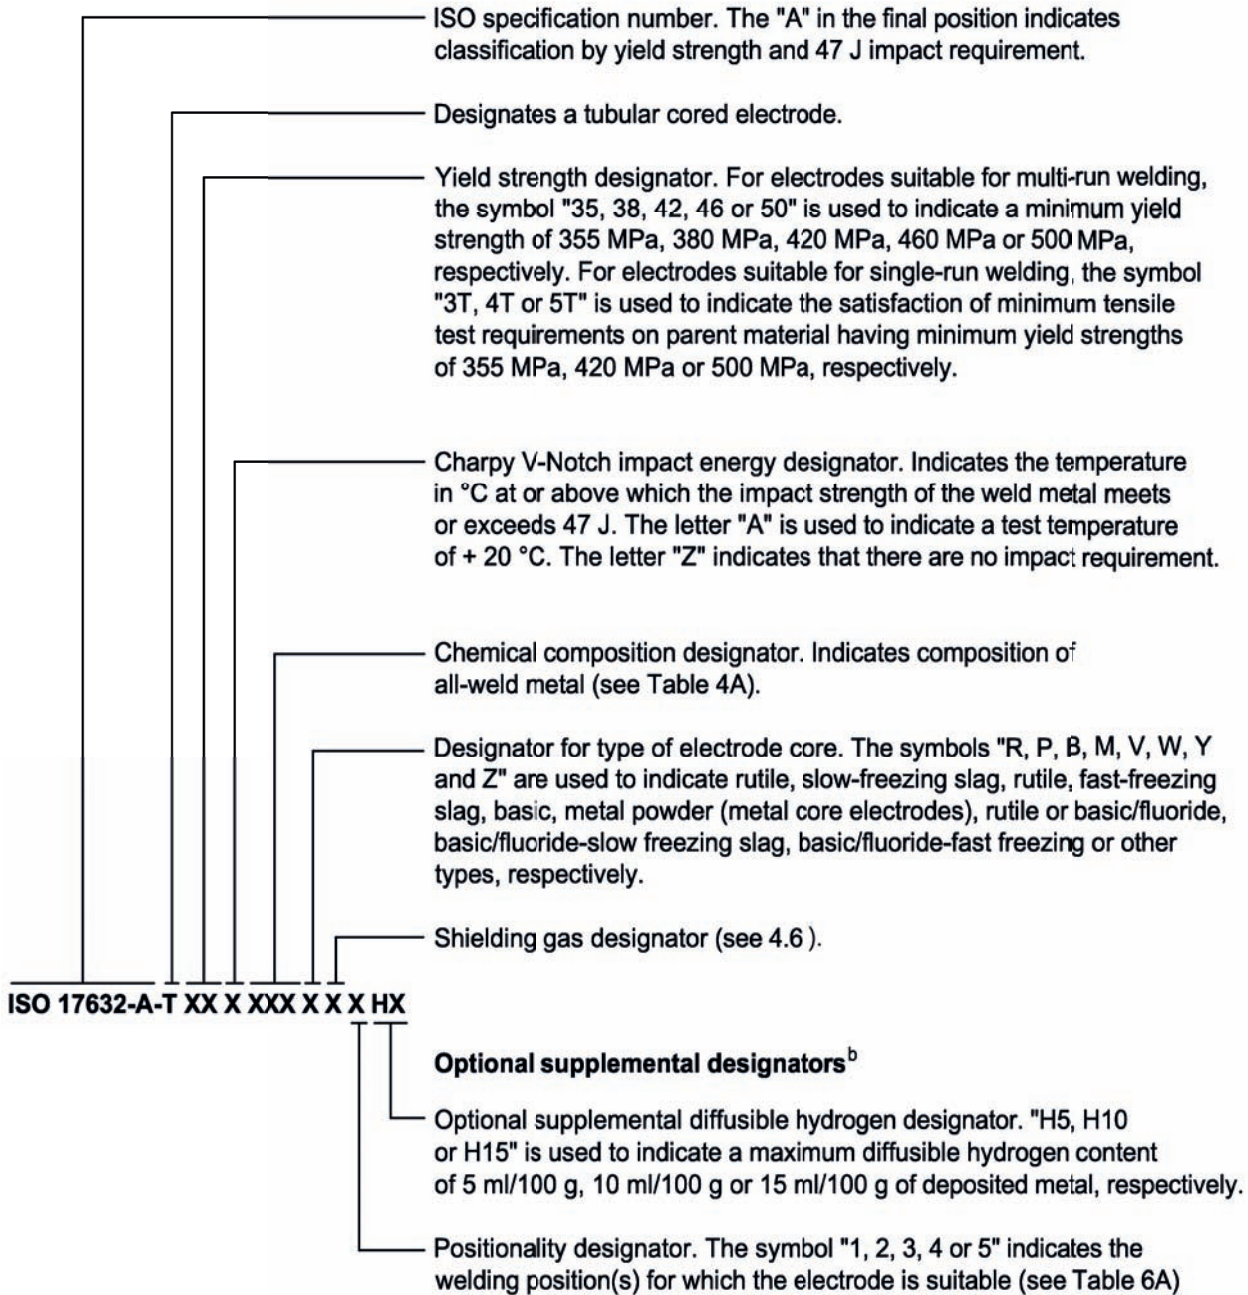 ISO specification number. The "A" in the final position indicates
classification by yield strength and 47 J impact requirement.
Designates a tubular cored electrode.
Yield strength designator. For electrodes suitable for multi-run welding,
the symbol "35, 38, 42, 46 or 50" is used to indicate a minimum yield
strength of 355 MPa, 380 MPa, 420 MPa, 460 MPa or 500 MPa,
respectively. For electrodes suitable for single-run welding, the symbol
"3T, 4T or 5T" is used to indicate the satisfaction of minimum tensile
test requirements on parent material having minimum yield strengths
of 355 MPa, 420 MPa or 500 MPa, respectively.
Charpy V-Notch impact energy designator. Indicates the temperature
in °C at or above which the impact strength of the weld metal meets
or exceeds 47 J. The letter "A" is used to indicate a test temperature
of + 20 °C. The letter "Z" indicates that there are no impact requirement.
Chemical composition designator. Indicates composition of
all-weld metal (see Table 4A).
Designator for type of electrode core. The symbols "R, P, B, M, V, W, Y
and Z" are used to indicate rutile, slow-freezing slag, rutile, fast-freezing
slag, basic, metal powder (metal core electrodes), rutile or basic/fluoride,
basic/fluoride-slow freezing slag, basic/fluoride-fast freezing or other
types, respectively.
Shielding gas designator (see 4.6 ).
ISO 17632-A-T XX X XXX X X X HX
Optional supplemental designators b
Optional supplemental diffusible hydrogen designator. "H5, H10
or H15" is used to indicate a maximum diffusible hydrogen content
of 5 ml/100 g, 10 ml/100 g or 15 ml/100 g of deposited metal, respectively.
Positionality designator. The symbol "1, 2, 3, 4 or 5" indicates the
welding position(s) for which the electrode is suitable (see Table 6A)